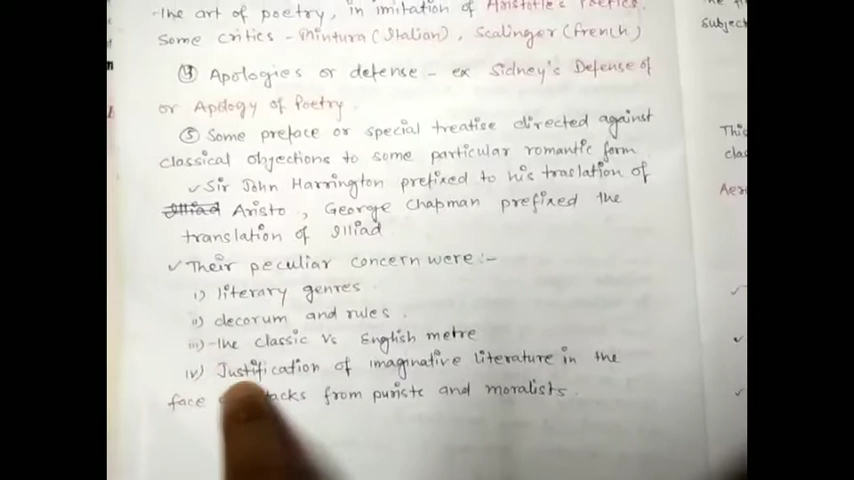 The art of poetry, in imitation of Aristotle's Poetics.
Some critics - Mintura (Italian), Scalinger (French)
④ Apologies or defense - ex Sidney's Defense of
or Apology of Poetry.
⑤ Some preface or special treatise directed against
classical objections to some particular romantic form
✓ Sir John Harrington prefixed to his traslation of
Aristo, George Chapman prefixed the
translation of Illiad
✓ Their peculiar concern were :-
i) literary genres
ii) decorum and rules.
iii) the classic Vs English metre
iv) Justification of imaginative literature in the
face from purists and moralists.
subject
This
clas